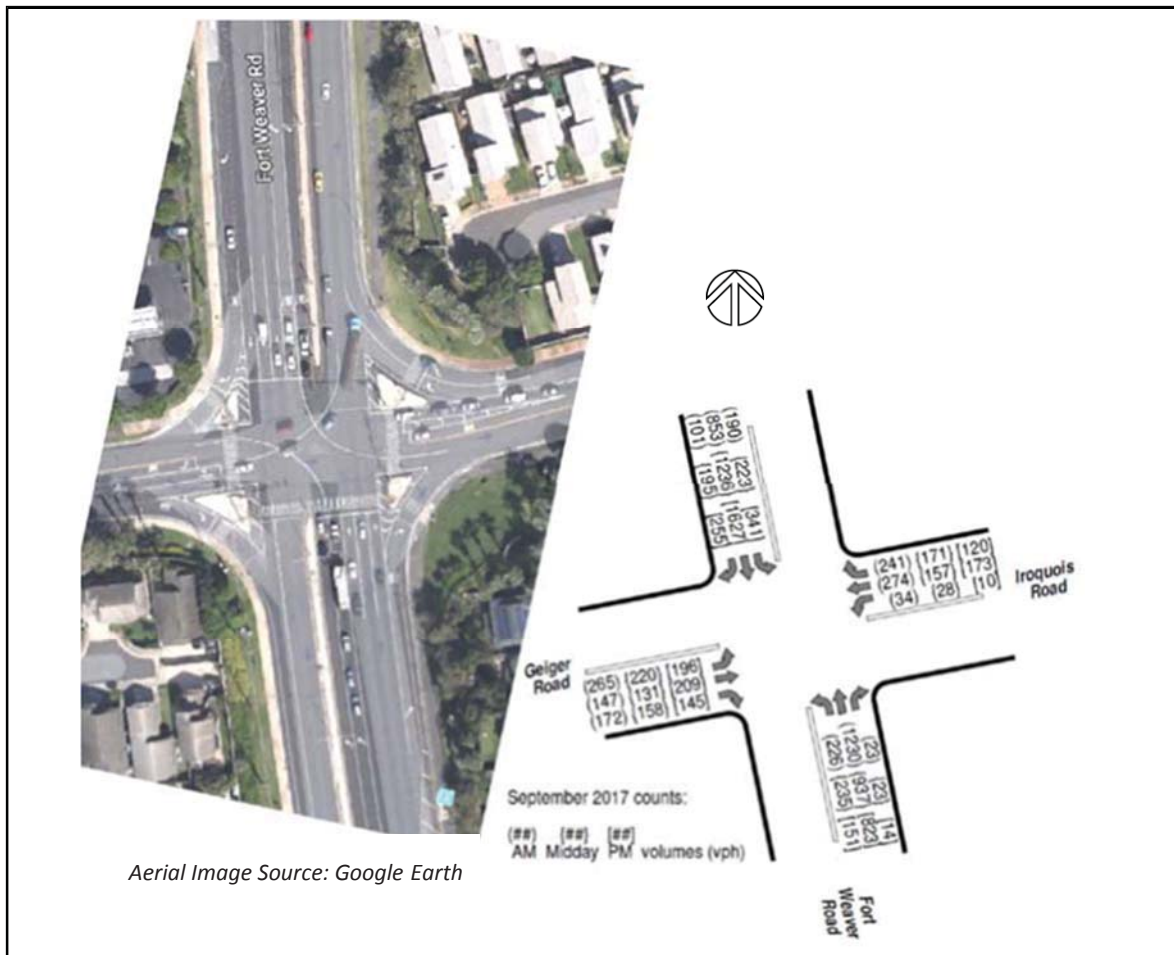 Fort Weaver Rd
(190) {223} [341]
(853) {1236} [1627]
(101) {195} [255]
(241) {171} [120]
(274) {157} [173]
(34) {28} [10]
Iroquois
Road
Geiger
Road
(265) {220} [196]
(147) {131} [209]
(172) {158} [145]
(23) {23} [14]
(1230) {937} [823]
(226) {235} [151]
Fort
Weaver
Road
September 2017 counts:
(##) {##} [##]
AM Midday PM volumes (vph)
Aerial Image Source: Google Earth